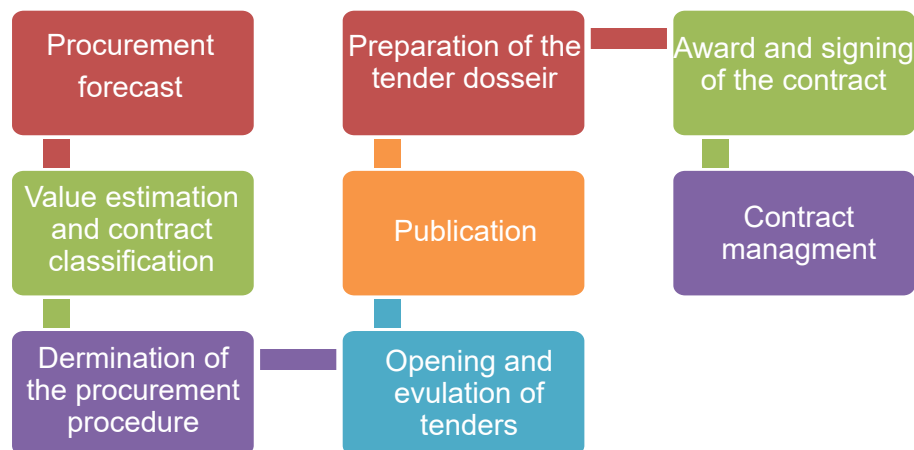 Procurement
forecast
Value estimation
and contract
classification
Dermination of
the procurement
procedure
Opening and
evulation of
tenders
Publication
Preparation of the
tender dosseir
Award and signing
of the contract
Contract
managment